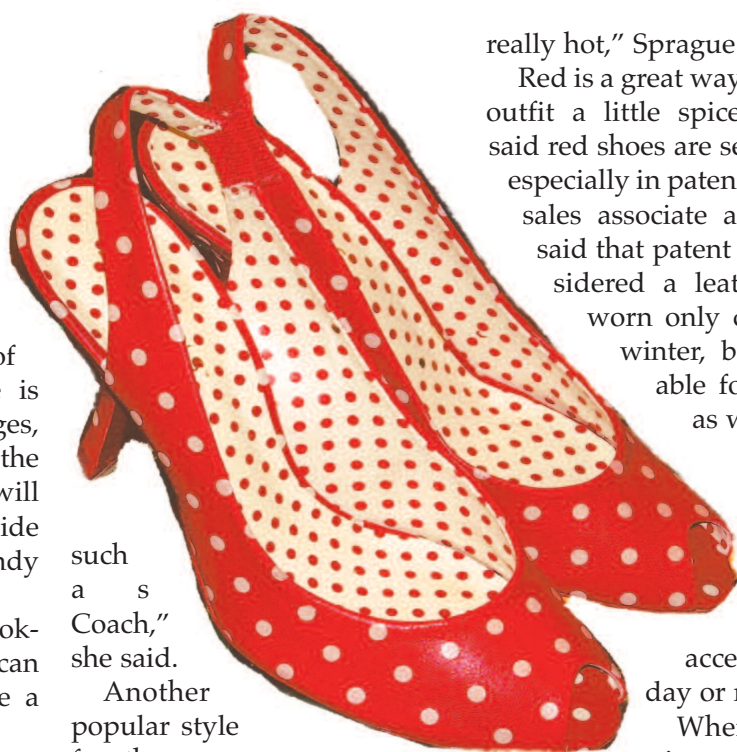 of
e is
ges,
the
will
ide
ndy
ok-
can
e a
such
a s
Coach,”
she said.
Another
popular style
really hot,” Sprague
Red is a great way
outfit a little spice
said red shoes are se
especially in paten
sales associate a
said that patent
sidered a leat
worn only
winter, b
able fo
as w
acce
day or
When